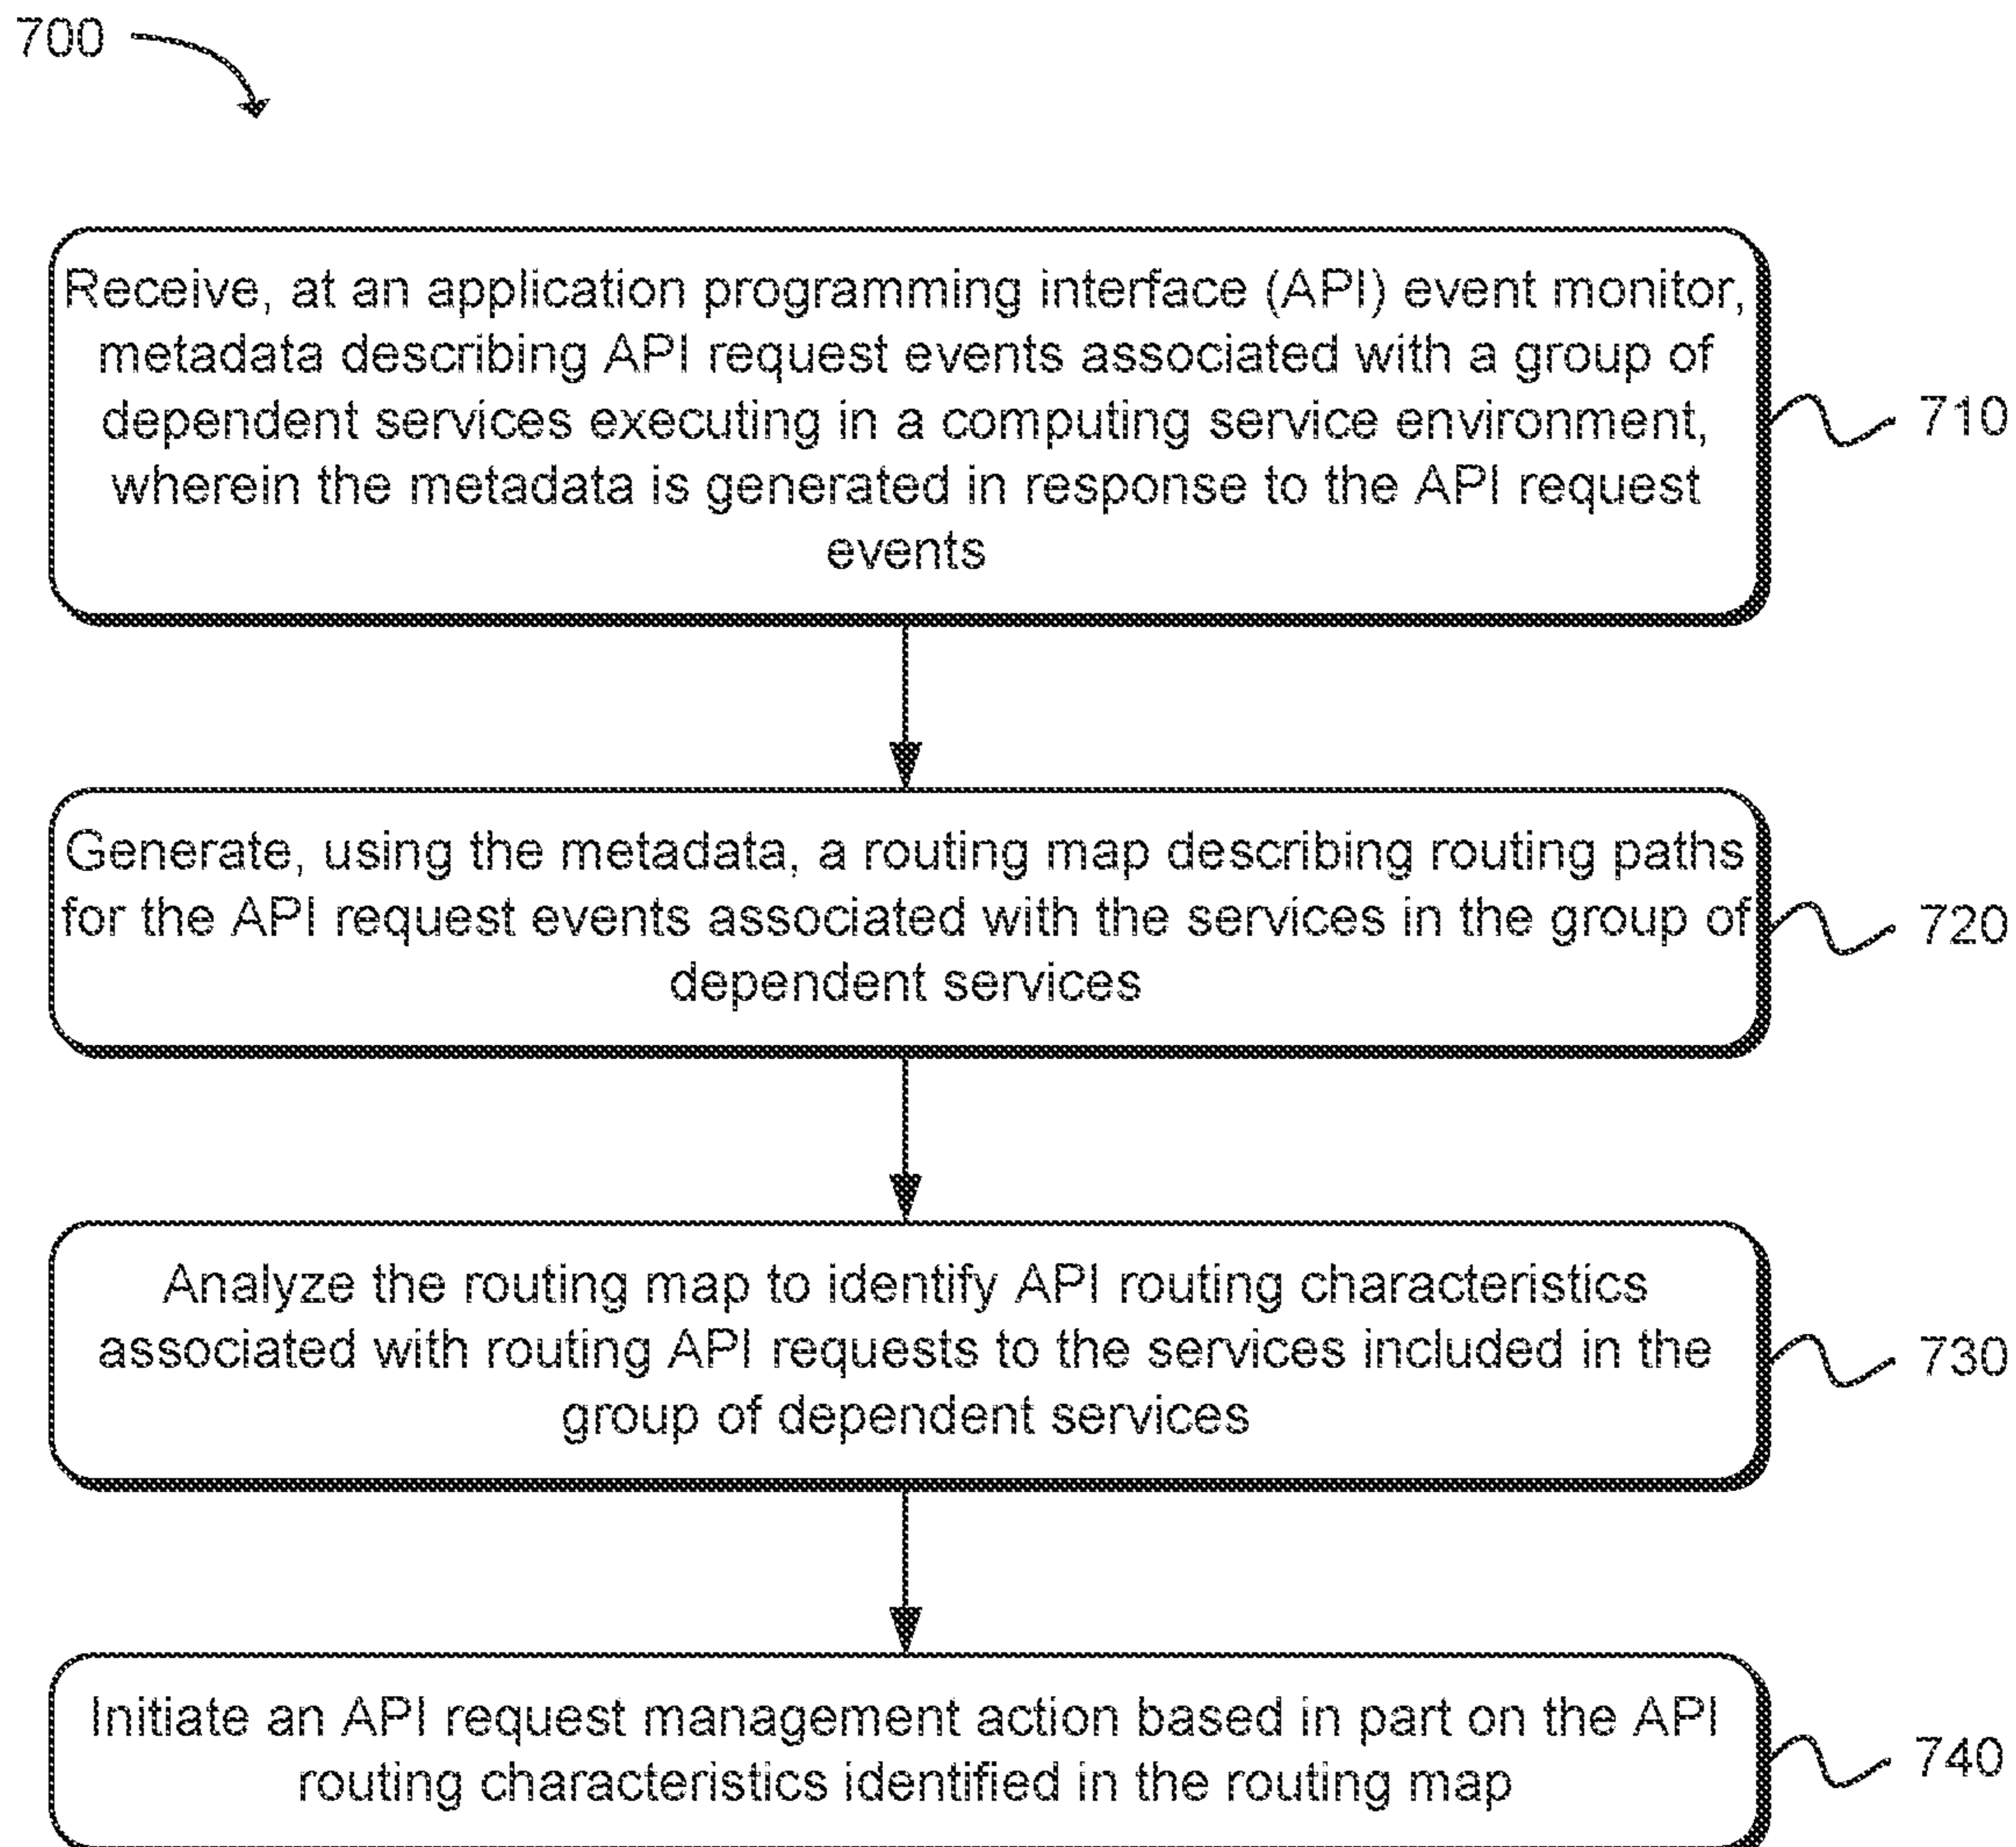 700
Receive, at an application programming interface (API) event monitor,
metadata describing API request events associated with a group of
dependent services executing in a computing service environment,
wherein the metadata is generated in response to the API request
events
710
Generate, using the metadata, a routing map describing routing paths
for the API request events associated with the services in the group of
dependent services
720
Analyze the routing map to identify API routing characteristics
associated with routing API requests to the services included in the
group of dependent services
730
Initiate an API request management action based in part on the API
routing characteristics identified in the routing map
740